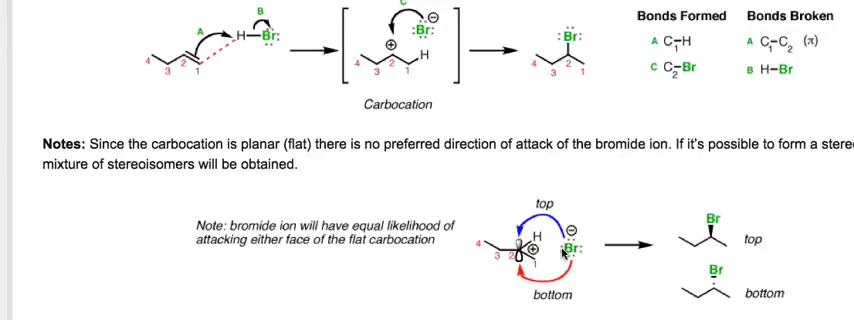 C
B
A
H–Br:
:Br:
⊖
⊕
H
4 3 2 1
4 3 2 1
:Br:
4 3 2 1
Carbocation
Bonds Formed Bonds Broken
A C1–H A C1–C2 (π)
C C2–Br B H–Br
Notes: Since the carbocation is planar (flat) there is no preferred direction of attack of the bromide ion. If it's possible to form a stere
mixture of stereoisomers will be obtained.
Note: bromide ion will have equal likelihood of
attacking either face of the flat carbocation
top
⊖
H
⊕
:Br:
4 3 2 1
bottom
Br
top
Br
bottom